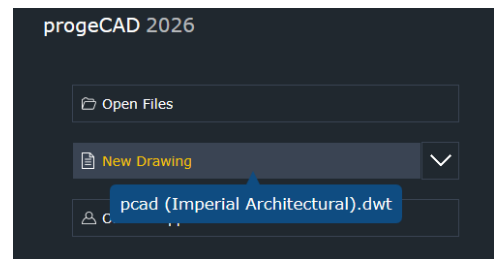 progeCAD 2026
Open Files
New Drawing
pcad (Imperial Architectural).dwt